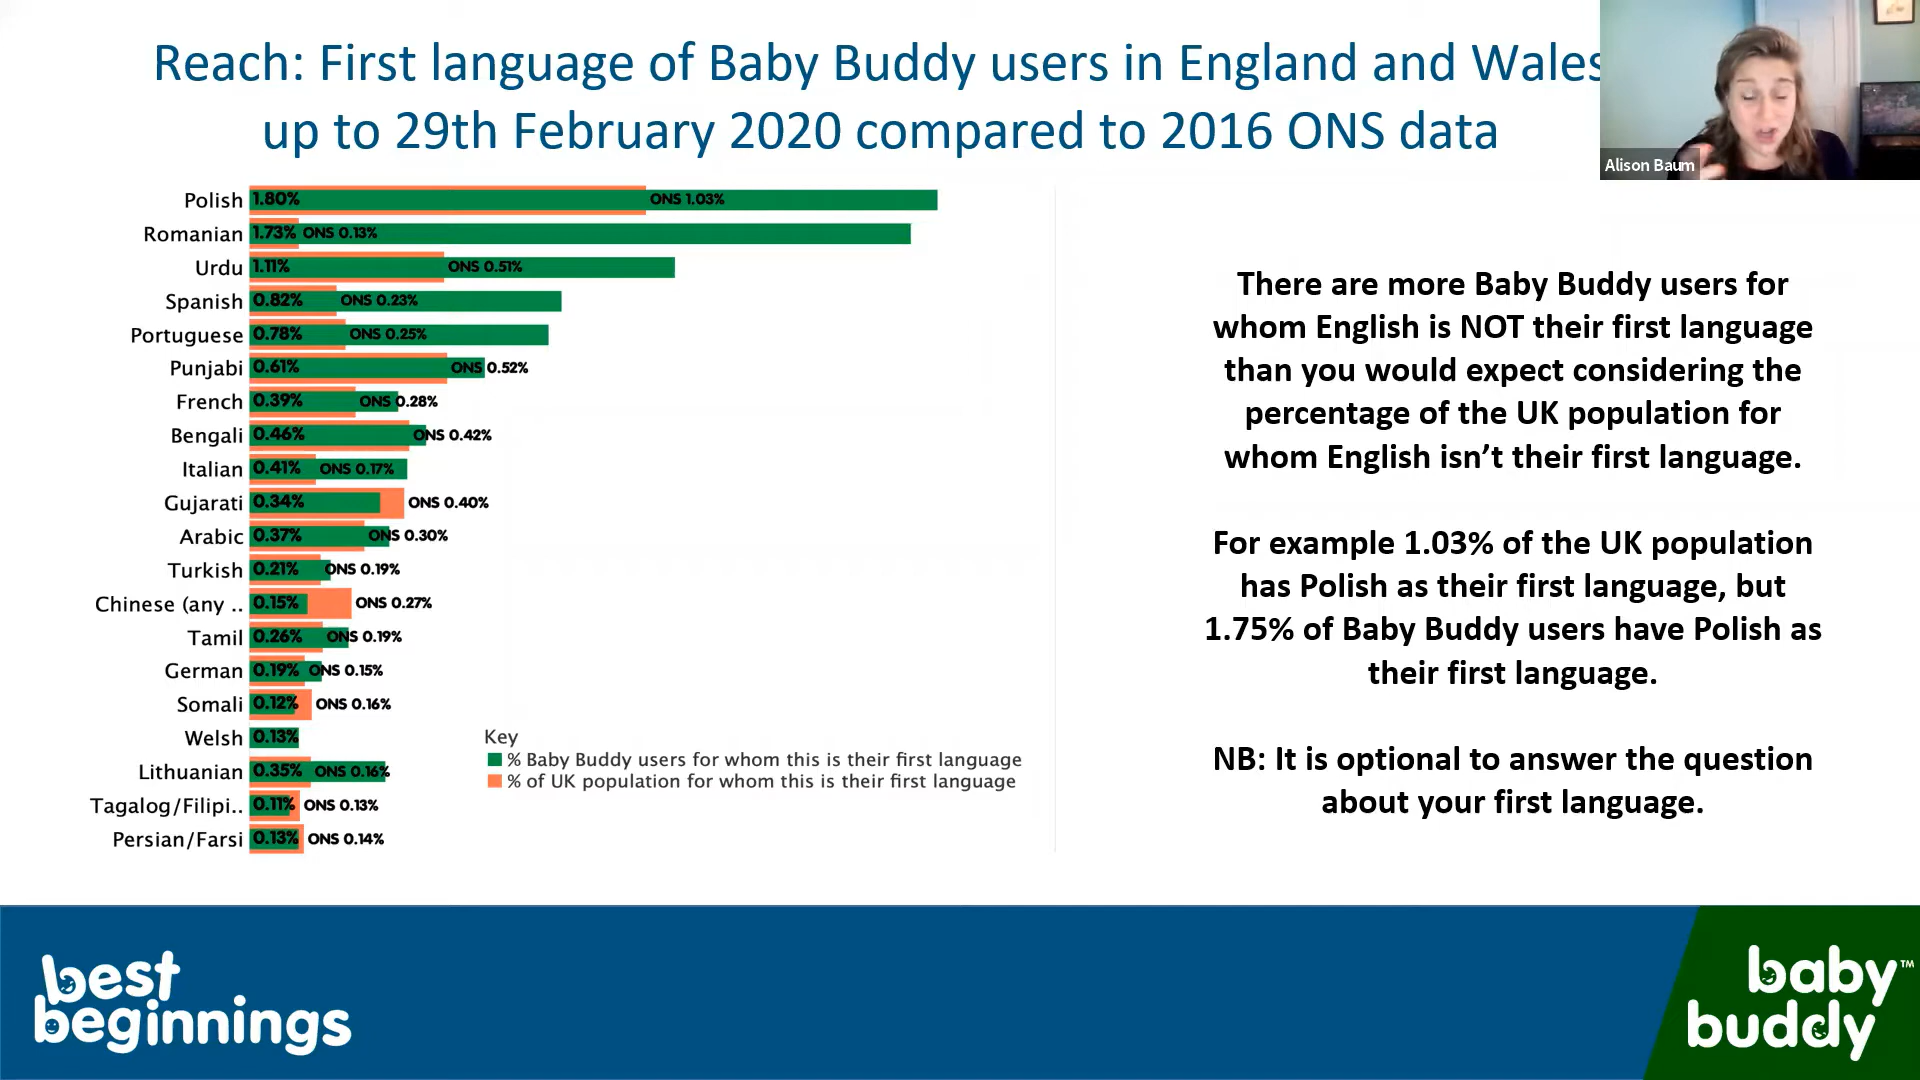 Reach: First language of Baby Buddy users in England and Wales
up to 29th February 2020 compared to 2016 ONS data
Alison Baum
Polish 1.80% ONS 1.03%
Romanian 1.73% ONS 0.13%
Urdu 1.11% ONS 0.51%
Spanish 0.82% ONS 0.23%
Portuguese 0.78% ONS 0.25%
Punjabi 0.61% ONS 0.52%
French 0.39% ONS 0.28%
Bengali 0.46% ONS 0.42%
Italian 0.41% ONS 0.17%
Gujarati 0.34% ONS 0.40%
Arabic 0.37% ONS 0.30%
Turkish 0.21% ONS 0.19%
Chinese (any .. 0.15% ONS 0.27%
Tamil 0.26% ONS 0.19%
German 0.19% ONS 0.15%
Somali 0.12% ONS 0.16%
Welsh 0.13%
Lithuanian 0.35% ONS 0.16%
Tagalog/Filipi.. 0.11% ONS 0.13%
Persian/Farsi 0.13% ONS 0.14%
Key
% Baby Buddy users for whom this is their first language
% of UK population for whom this is their first language
There are more Baby Buddy users for
whom English is NOT their first language
than you would expect considering the
percentage of the UK population for
whom English isn’t their first language.
For example 1.03% of the UK population
has Polish as their first language, but
1.75% of Baby Buddy users have Polish as
their first language.
NB: It is optional to answer the question
about your first language.
best
beginnings
baby™
buddy